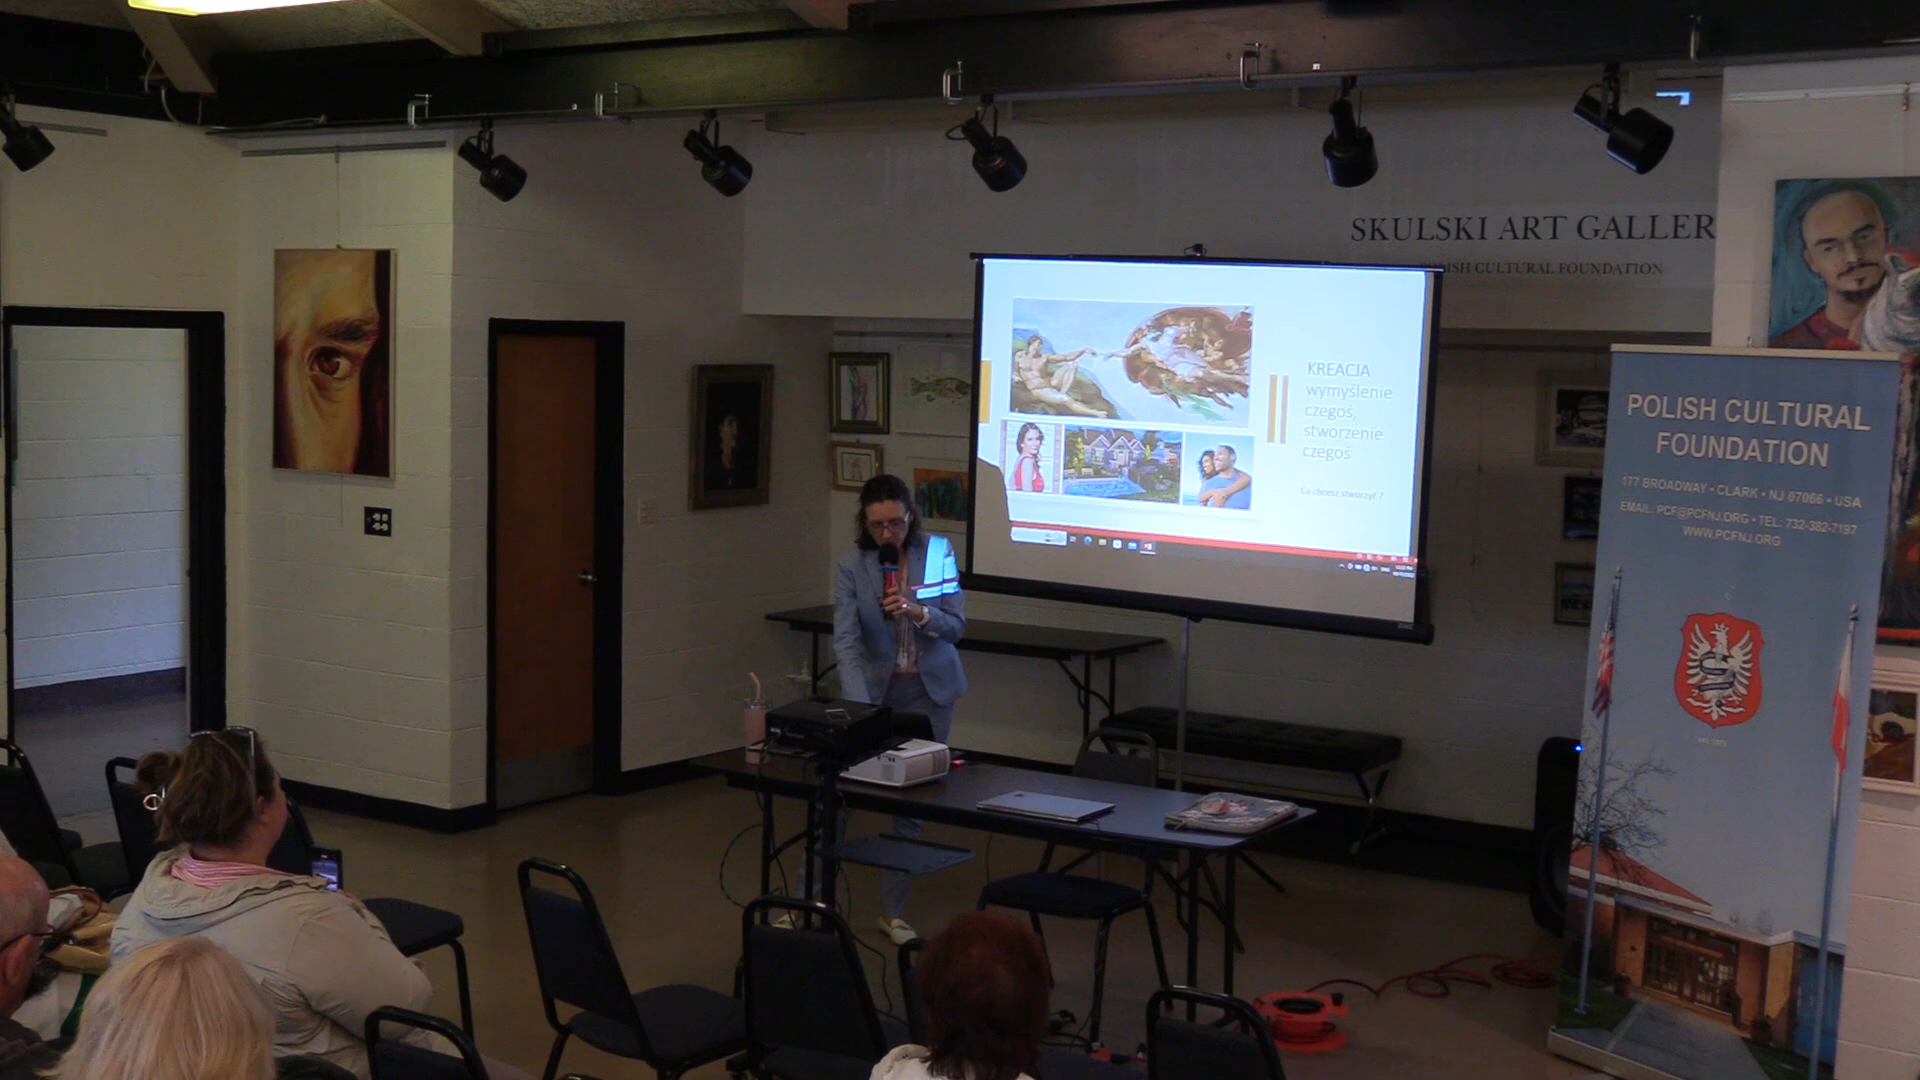 SKULSKI ART GALLER
POLISH CULTURAL FOUNDATION
KREACJA
wymyślenie
czegoś,
stworzenie
czegoś
Co chcesz stworzyć ?
POLISH CULTURAL
FOUNDATION
177 BROADWAY • CLARK • NJ 07066 • USA
EMAIL: PCF@PCFNJ.ORG • TEL: 732-382-7197
WWW.PCFNJ.ORG